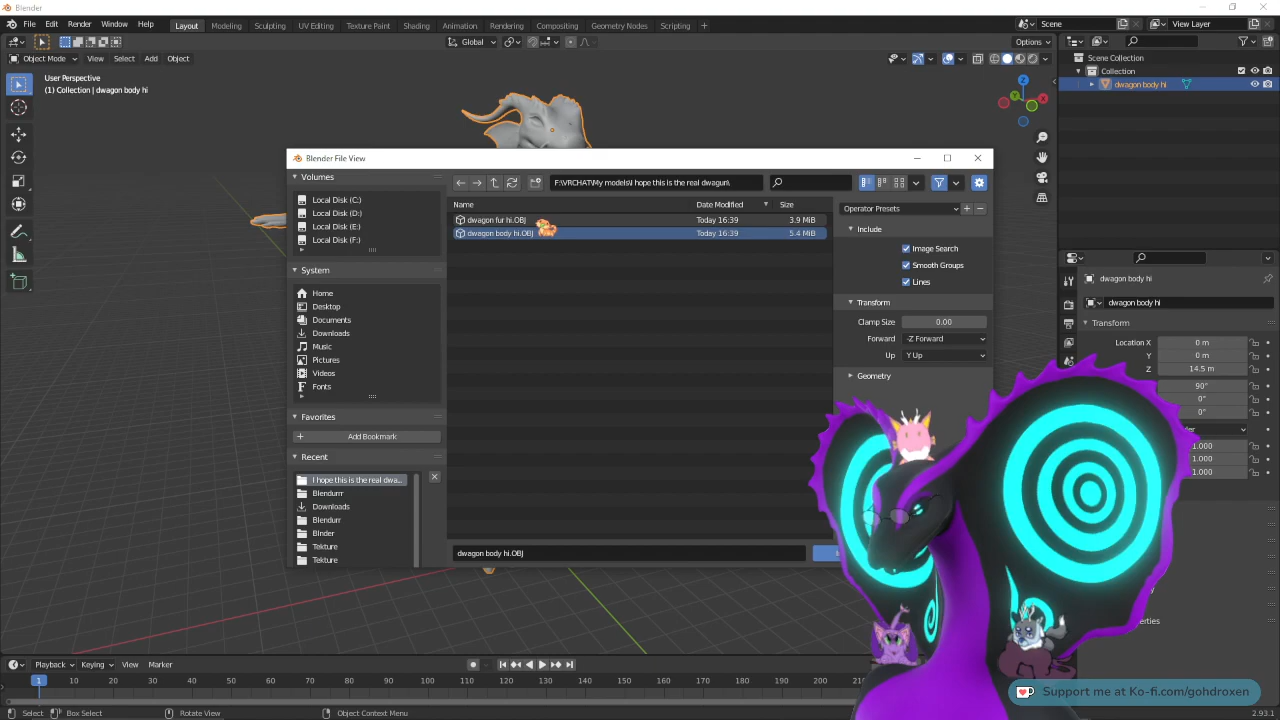 Blender
File Edit Render Window Help
Layout Modeling Sculpting UV Editing Texture Paint Shading Animation Rendering Compositing Geometry Nodes Scripting
Scene
View Layer
Global
Options
Object Mode View Select Add Object
User Perspective
(1) Collection | dwagon body hi
Scene Collection
Collection
dwagon body hi
Z
Y
X
Blender File View
Volumes
Local Disk (C:)
Local Disk (D:)
Local Disk (E:)
Local Disk (F:)
System
Home
Desktop
Documents
Downloads
Music
Pictures
Videos
Fonts
Favorites
Add Bookmark
Recent
I hope this is the real dwa...
Blendurrr
Downloads
Blendurr
BInder
Tekture
Tekture
F:\VRCHAT\My models\I hope this is the real dwagun\
Name Date Modified Size
dwagon fur hi.OBJ Today 16:39 3.9 MiB
dwagon body hi.OBJ Today 16:39 5.4 MiB
dwagon body hi.OBJ
Operator Presets
Include
Image Search
Smooth Groups
Lines
Transform
Clamp Size 0.00
Forward -Z Forward
Up Y Up
Geometry
dwagon body hi
dwagon body hi
Transform
Location X 0 m
Y 0 m
Z 14.5 m
90°
0°
0°
1.000
1.000
1.000
Support me at Ko-fi.com/gohdroxen
Playback Keying View Marker
1 10 20 30 40 50 60 70 80 90 100 110 120 130 140 150 160 170 180 190 200 210
Select Box Select Rotate View Object Context Menu 2.93.1